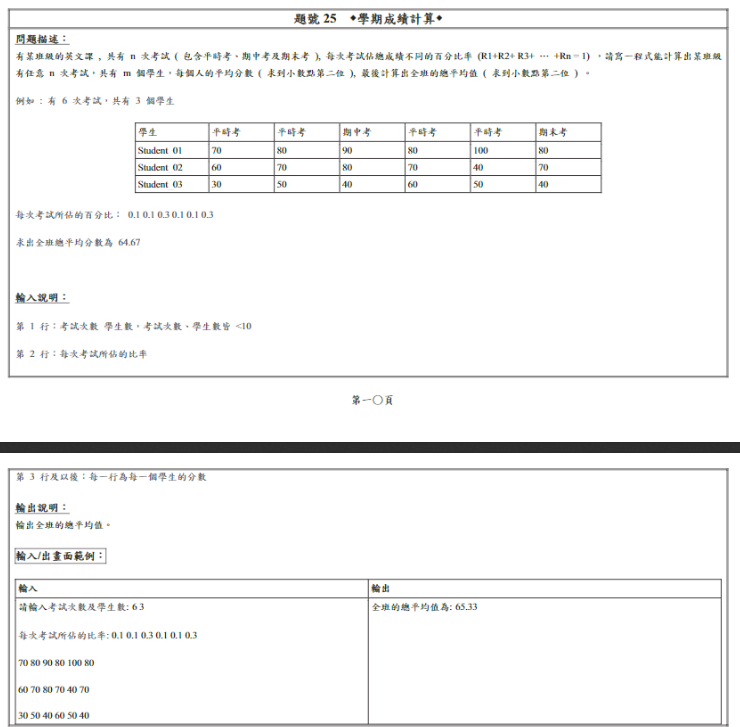 題號 25 ◆學期成績計算◆
問題描述：
有某班級的英文課，共有 n 次考試 ( 包含平時考、期中考及期末考 ), 每次考試佔總成績不同的百分比率 (R1+R2+ R3+ … +Rn = 1) ，請寫一程式能計算出某班級
有任意 n 次考試，共有 m 個學生，每個人的平均分數 ( 求到小數點第二位 ), 最後計算出全班的總平均值 ( 求到小數點第二位 ) 。
例如：有 6 次考試，共有 3 個學生
學生 平時考 平時考 期中考 平時考 平時考 期末考
Student 01 70 80 90 80 100 80
Student 02 60 70 80 70 40 70
Student 03 30 50 40 60 50 40
每次考試所佔的百分比： 0.1 0.1 0.3 0.1 0.1 0.3
求出全班總平均分數為 64.67
輸入說明：
第 1 行：考試次數 學生數，考試次數、學生數皆 <10
第 2 行：每次考試所佔的比率
第一〇頁
第 3 行及以後：每一行為每一個學生的分數
輸出說明：
輸出全班的總平均值。
輸入/出畫面範例：
輸入 輸出
請輸入考試次數及學生數: 6 3 全班的總平均值為: 65.33
每次考試所佔的比率: 0.1 0.1 0.3 0.1 0.1 0.3
70 80 90 80 100 80
60 70 80 70 40 70
30 50 40 60 50 40